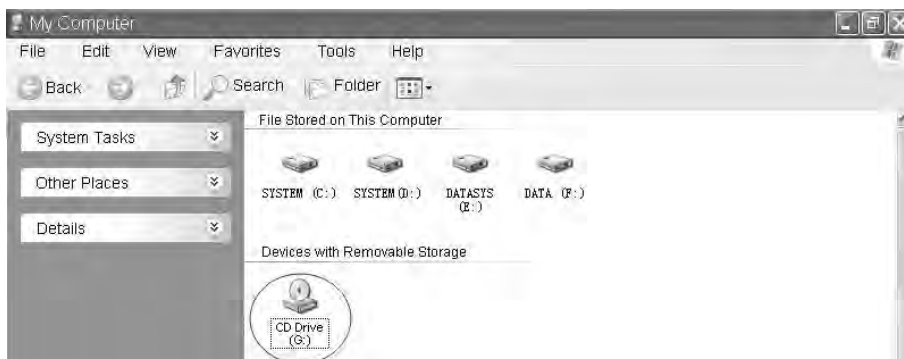 My Computer
File Edit View Favorites Tools Help
Back Search Folder
File Stored on This Computer
System Tasks
Other Places
SYSTEM (C:) SYSTEM(D:) DATASYS (E:) DATA (F:)
Details
Devices with Removable Storage
CD Drive
(G:)